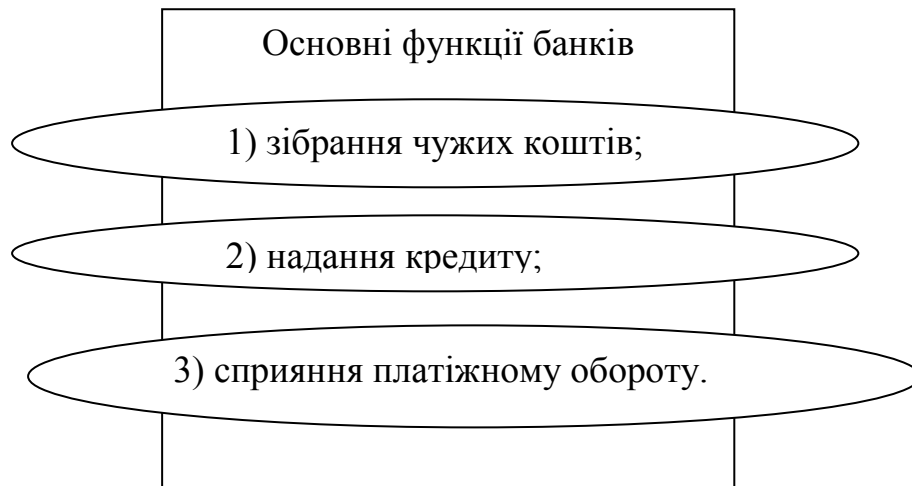 Основні функції банків
1) зібрання чужих коштів;
2) надання кредиту;
3) сприяння платіжному обороту.